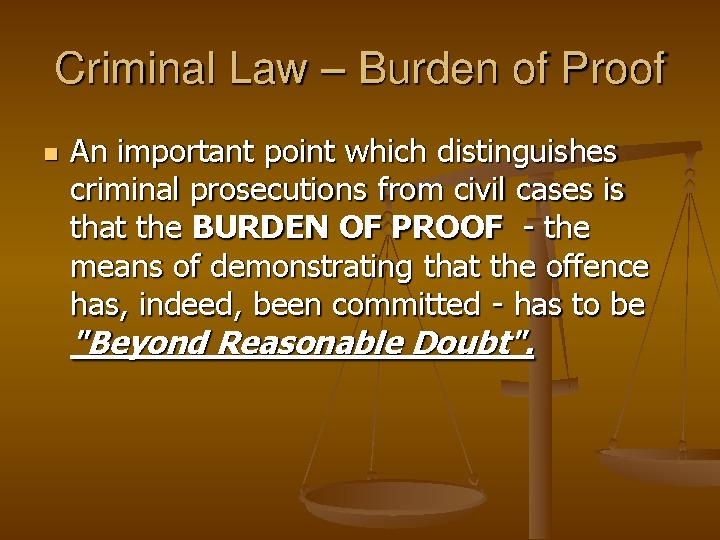 Criminal Law – Burden of Proof
An important point which distinguishes
criminal prosecutions from civil cases is
that the BURDEN OF PROOF - the
means of demonstrating that the offence
has, indeed, been committed - has to be
"Beyond Reasonable Doubt".